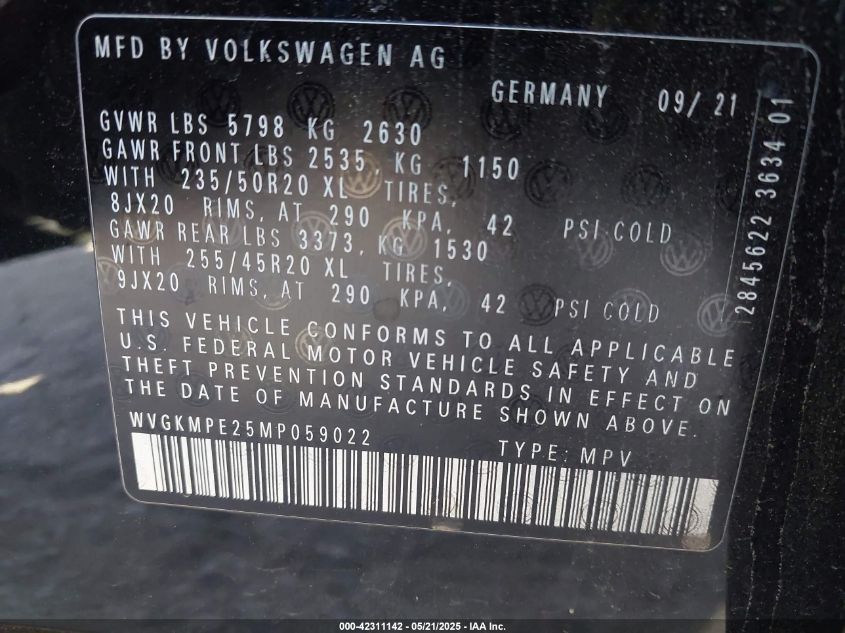 MFD BY VOLKSWAGEN AG
GERMANY 09/ 21
GVWR LBS 5798 KG 2630
GAWR FRONT LBS 2535, KG 1150
WITH 235/50R20 XL TIRES,
8JX20 RIMS, AT 290 KPA, 42 PSI COLD
GAWR REAR LBS 3373, KG 1530
WITH 255/45R20 XL TIRES,
9JX20 RIMS, AT 290 KPA, 42 PSI COLD
THIS VEHICLE CONFORMS TO ALL APPLICABLE
U.S. FEDERAL MOTOR VEHICLE SAFETY AND
THEFT PREVENTION STANDARDS IN EFFECT ON
THE DATE OF MANUFACTURE SHOWN ABOVE.
WVGKMPE25MP059022
TYPE: MPV
2845622 3634 01
000-42311142 - 05/21/2025 - IAA Inc.